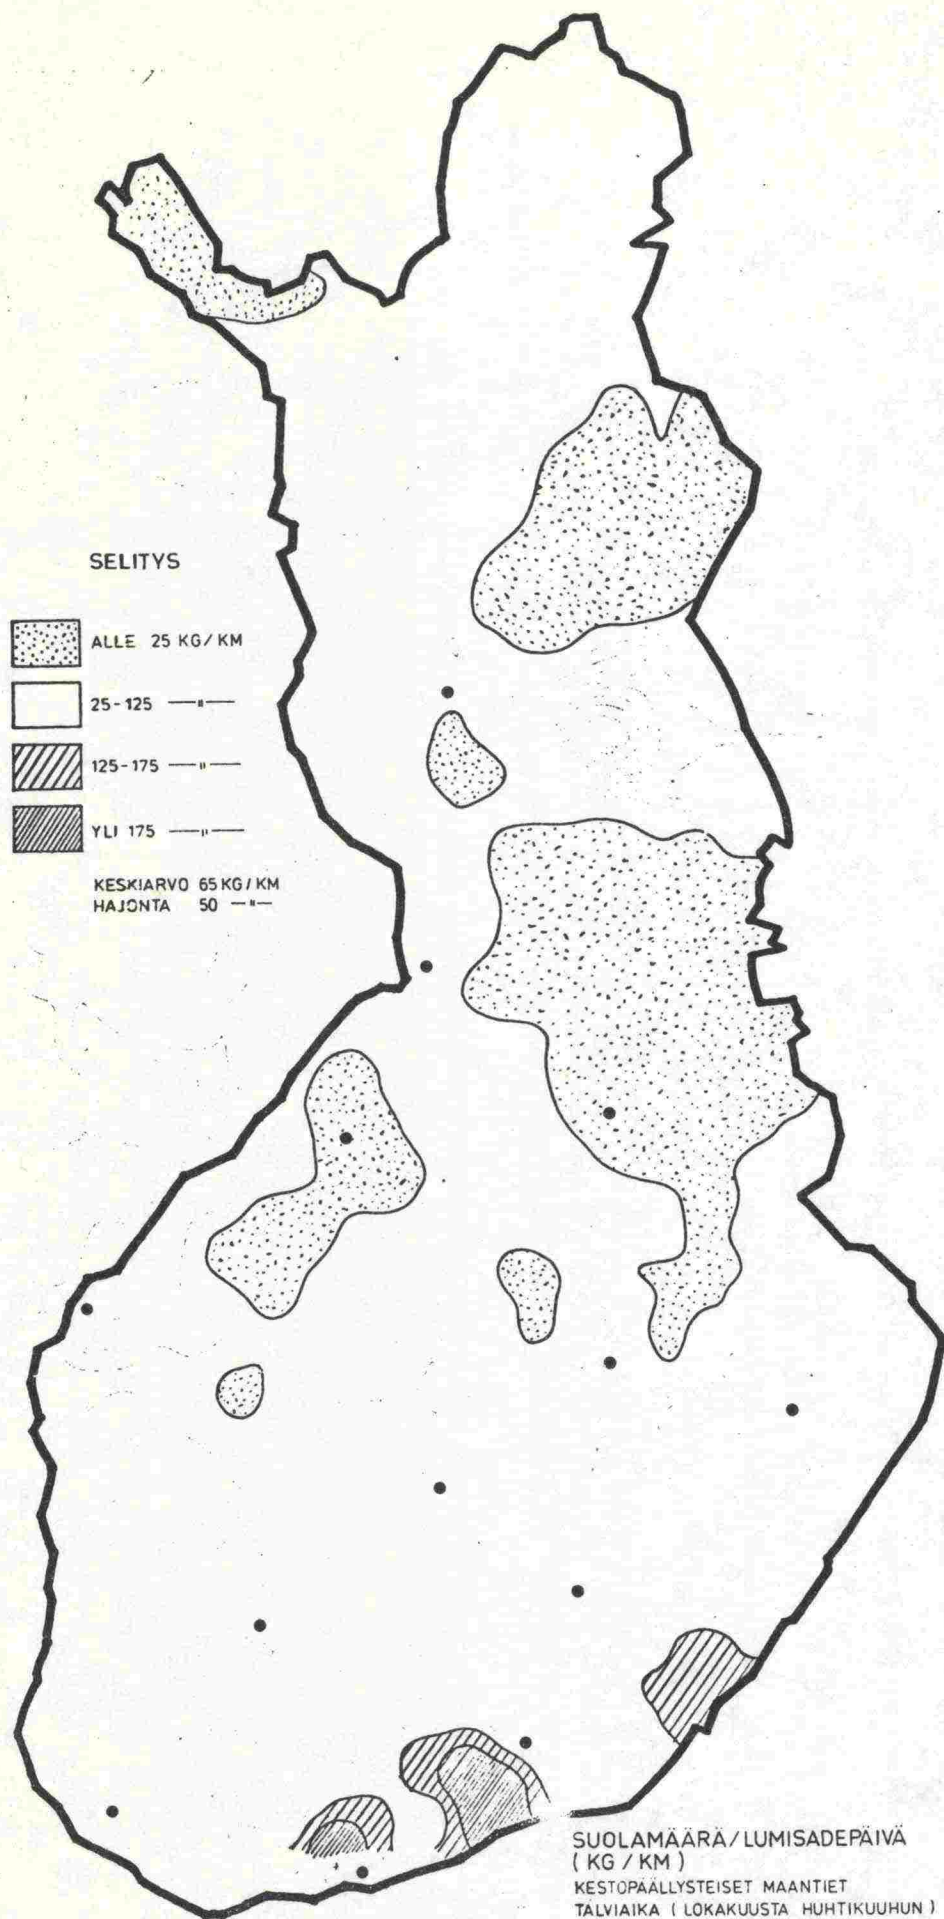 SELITYS
ALLE 25 KG/KM
25-125 —"—
125-175 —"—
YLI 175 —"—
KESKIARVO 65 KG/KM
HAJONTA 50 —"—
SUOLAMÄÄRÄ/LUMISADEPÄIVÄ
( KG / KM )
KESTOPÄÄLLYSTEISET MAANTIET
TALVIAIKA ( LOKAKUUSTA HUHTIKUUHUN )